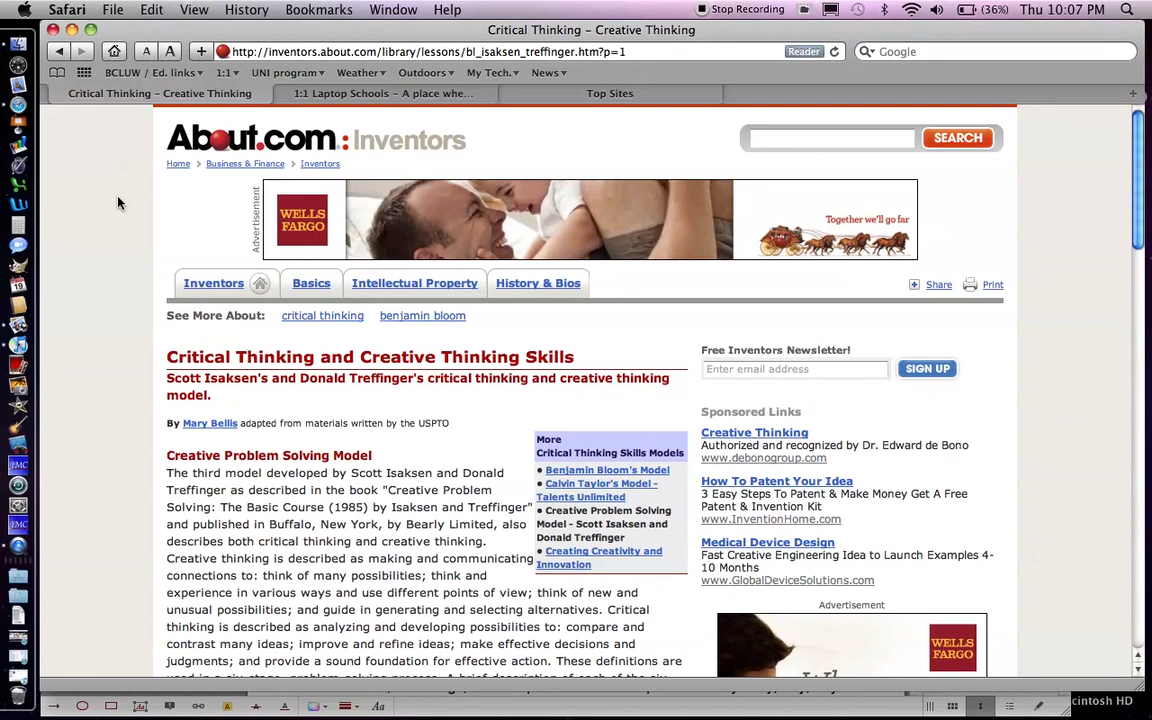 Safari File Edit View History Bookmarks Window Help Stop Recording (36%) Thu 10:07 PM
Critical Thinking – Creative Thinking
A A + http://inventors.about.com/library/lessons/bl_isaksen_treffinger.htm?p=1 Reader Google
BCLUW / Ed. links 1:1 UNI program Weather Outdoors My Tech. News
Critical Thinking – Creative Thinking 1:1 Laptop Schools – A place whe... Top Sites +
About.com: Inventors SEARCH
Home > Business & Finance > Inventors
Advertisement
WELLS
FARGO
Together we'll go far
Inventors Basics Intellectual Property History & Bios Share Print
See More About: critical thinking benjamin bloom
Critical Thinking and Creative Thinking Skills
Scott Isaksen's and Donald Treffinger's critical thinking and creative thinking
model.
By Mary Bellis adapted from materials written by the USPTO
Creative Problem Solving Model
The third model developed by Scott Isaksen and Donald
Treffinger as described in the book "Creative Problem
Solving: The Basic Course (1985) by Isaksen and Treffinger"
and published in Buffalo, New York, by Bearly Limited, also
describes both critical thinking and creative thinking.
Creative thinking is described as making and communicating
connections to: think of many possibilities; think and
experience in various ways and use different points of view; think of new and
unusual possibilities; and guide in generating and selecting alternatives. Critical
thinking is described as analyzing and developing possibilities to: compare and
contrast many ideas; improve and refine ideas; make effective decisions and
judgments; and provide a sound foundation for effective action. These definitions are
More
Critical Thinking Skills Models
• Benjamin Bloom's Model
• Calvin Taylor's Model -
Talents Unlimited
• Creative Problem Solving
Model - Scott Isaksen and
Donald Treffinger
• Creating Creativity and
Innovation
Free Inventors Newsletter!
Enter email address SIGN UP
Sponsored Links
Creative Thinking
Authorized and recognized by Dr. Edward de Bono
www.debonogroup.com
How To Patent Your Idea
3 Easy Steps To Patent & Make Money Get A Free
Patent & Invention Kit
www.InventionHome.com
Medical Device Design
Fast Creative Engineering Idea to Launch Examples 4-
10 Months
www.GlobalDeviceSolutions.com
Advertisement
WELLS
FARGO
Aa
cintosh HD